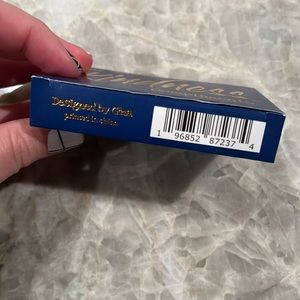 Designed by Gina
printed in china
1 96852 87237 4